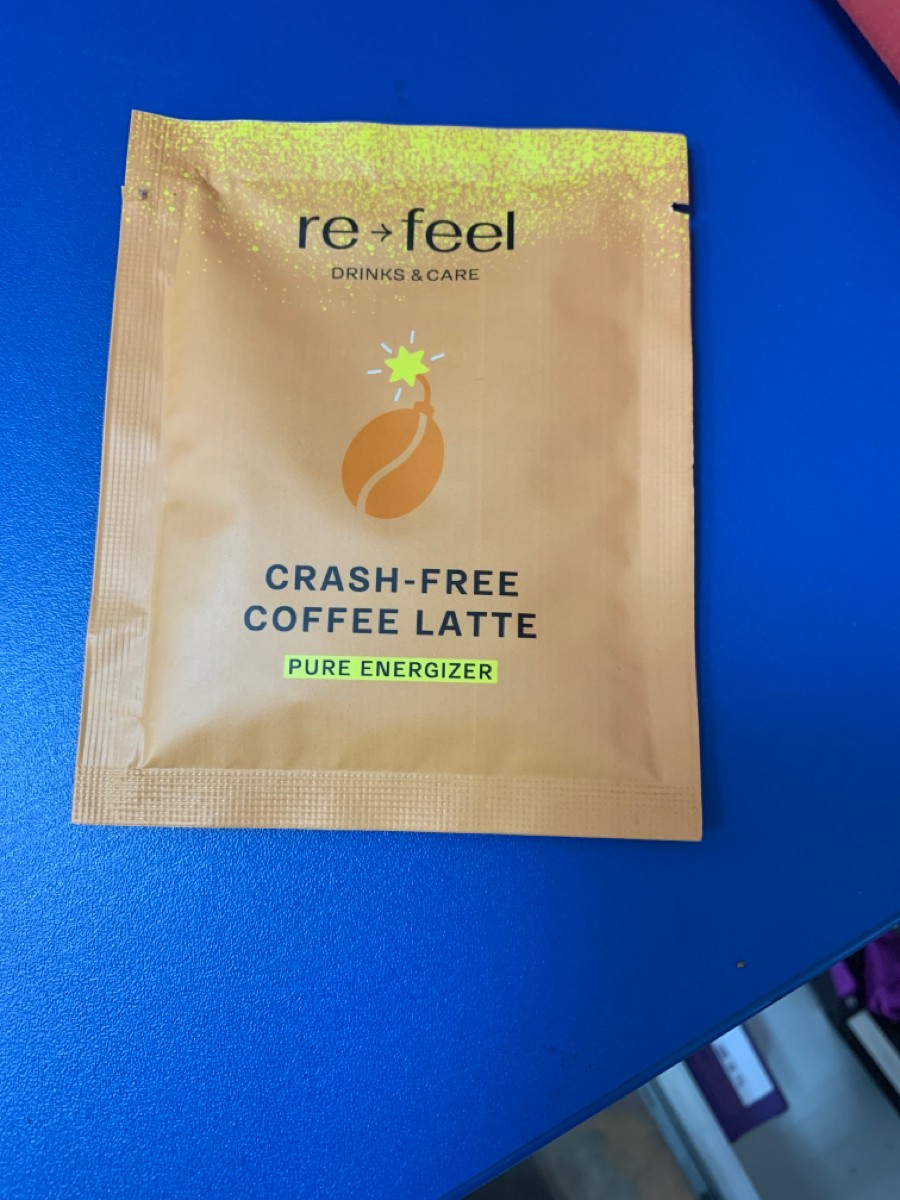 re→feel
DRINKS & CARE
CRASH-FREE
COFFEE LATTE
PURE ENERGIZER